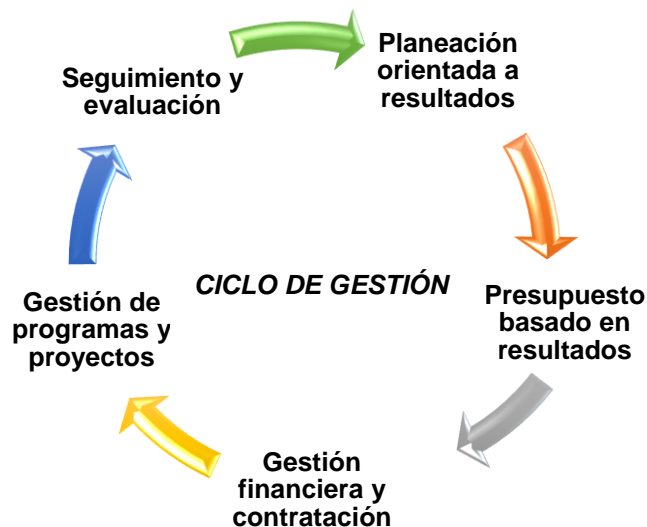 Planeación
orientada a
resultados
Seguimiento y
evaluación
CICLO DE GESTIÓN
Presupuesto
basado en
resultados
Gestión de
programas y
proyectos
Gestión
financiera y
contratación